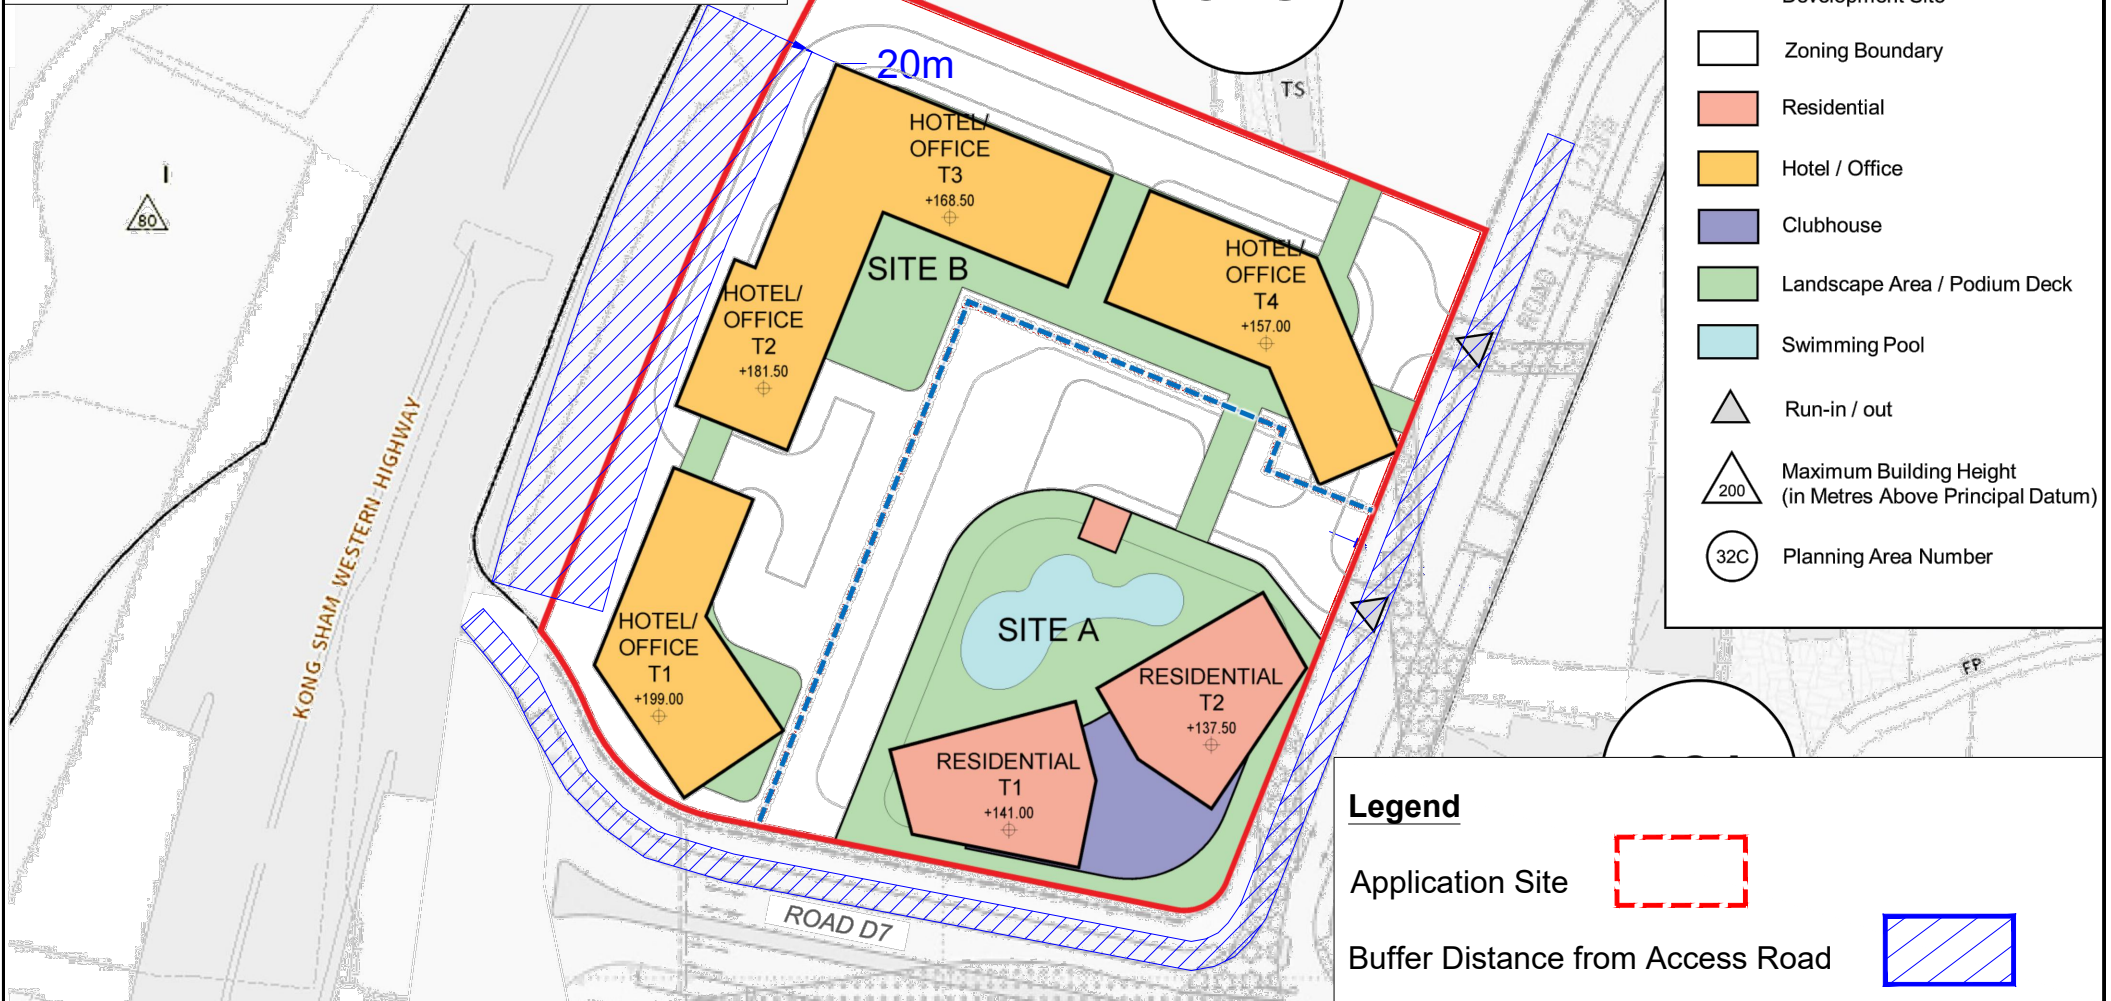 20m
TS
I
80
HOTEL/
OFFICE
T3
+168.50
SITE B
HOTEL/
OFFICE
T4
+157.00
HOTEL/
OFFICE
T2
+181.50
KONG SHAM WESTERN HIGHWAY
HOTEL/
OFFICE
T1
+199.00
SITE A
RESIDENTIAL
T2
+137.50
RESIDENTIAL
T1
+141.00
ROAD D7
FP
Development Site
Zoning Boundary
Residential
Hotel / Office
Clubhouse
Landscape Area / Podium Deck
Swimming Pool
Run-in / out
200
Maximum Building Height
(in Metres Above Principal Datum)
32C
Planning Area Number
Legend
Application Site
Buffer Distance from Access Road